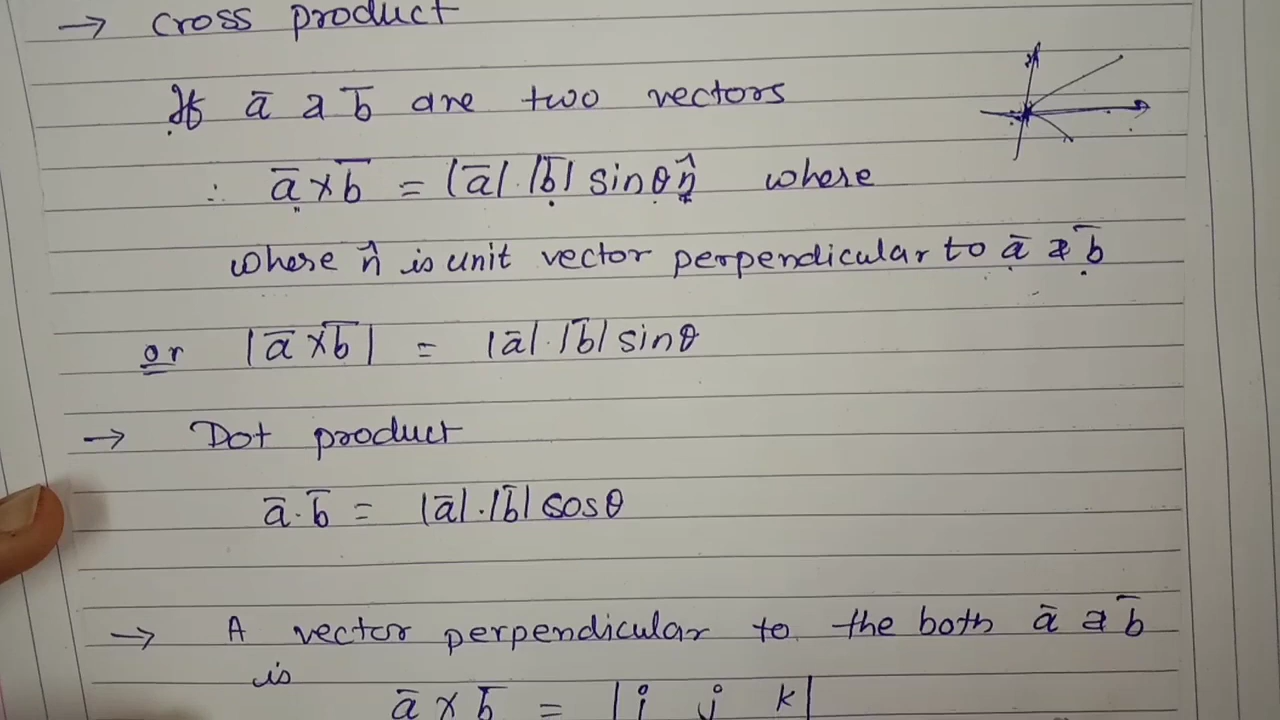 → Cross product
If a̅ & b̅ are two vectors
∴ a̅ × b̅ = |a̅|·|b̅| sinθ n̂ where
where n̂ is unit vector perpendicular to a̅ & b̅
or |a̅ × b̅| = |a̅|·|b̅| sinθ
→ Dot product
a̅·b̅ = |a̅|·|b̅| cosθ
→ A vector perpendicular to the both a̅ & b̅
is
a̅ × b̅ = |i j k|